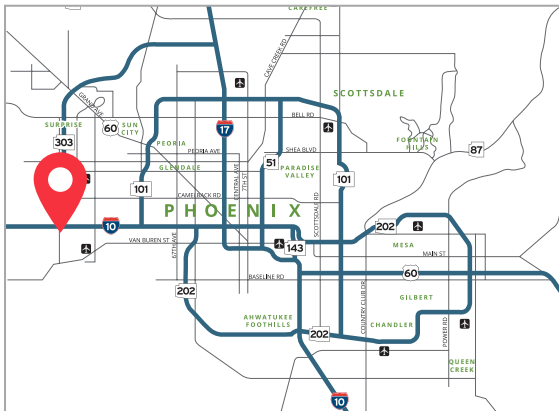 CAREFREE
CAVE CREEK RD
SCOTTSDALE
GRAND AVE
SURPRISE
60
SUN
CITY
BELL RD
17
303
PEORIA
PEORIA AVE
SHEA BLVD
51
FOUNTAIN
HILLS
87
GLENDALE
PARADISE
VALLEY
101
CENTRAL AVE
7TH ST
101
CAMELBACK RD
SCOTTSDALE RD
PHOENIX
10
202
VAN BUREN ST
67TH AVE
143
MESA
MAIN ST
BASELINE RD
60
202
COUNTRY CLUB DR
GILBERT
AHWATUKEE
FOOTHILLS
202
CHANDLER
POWER RD
QUEEN
CREEK
10